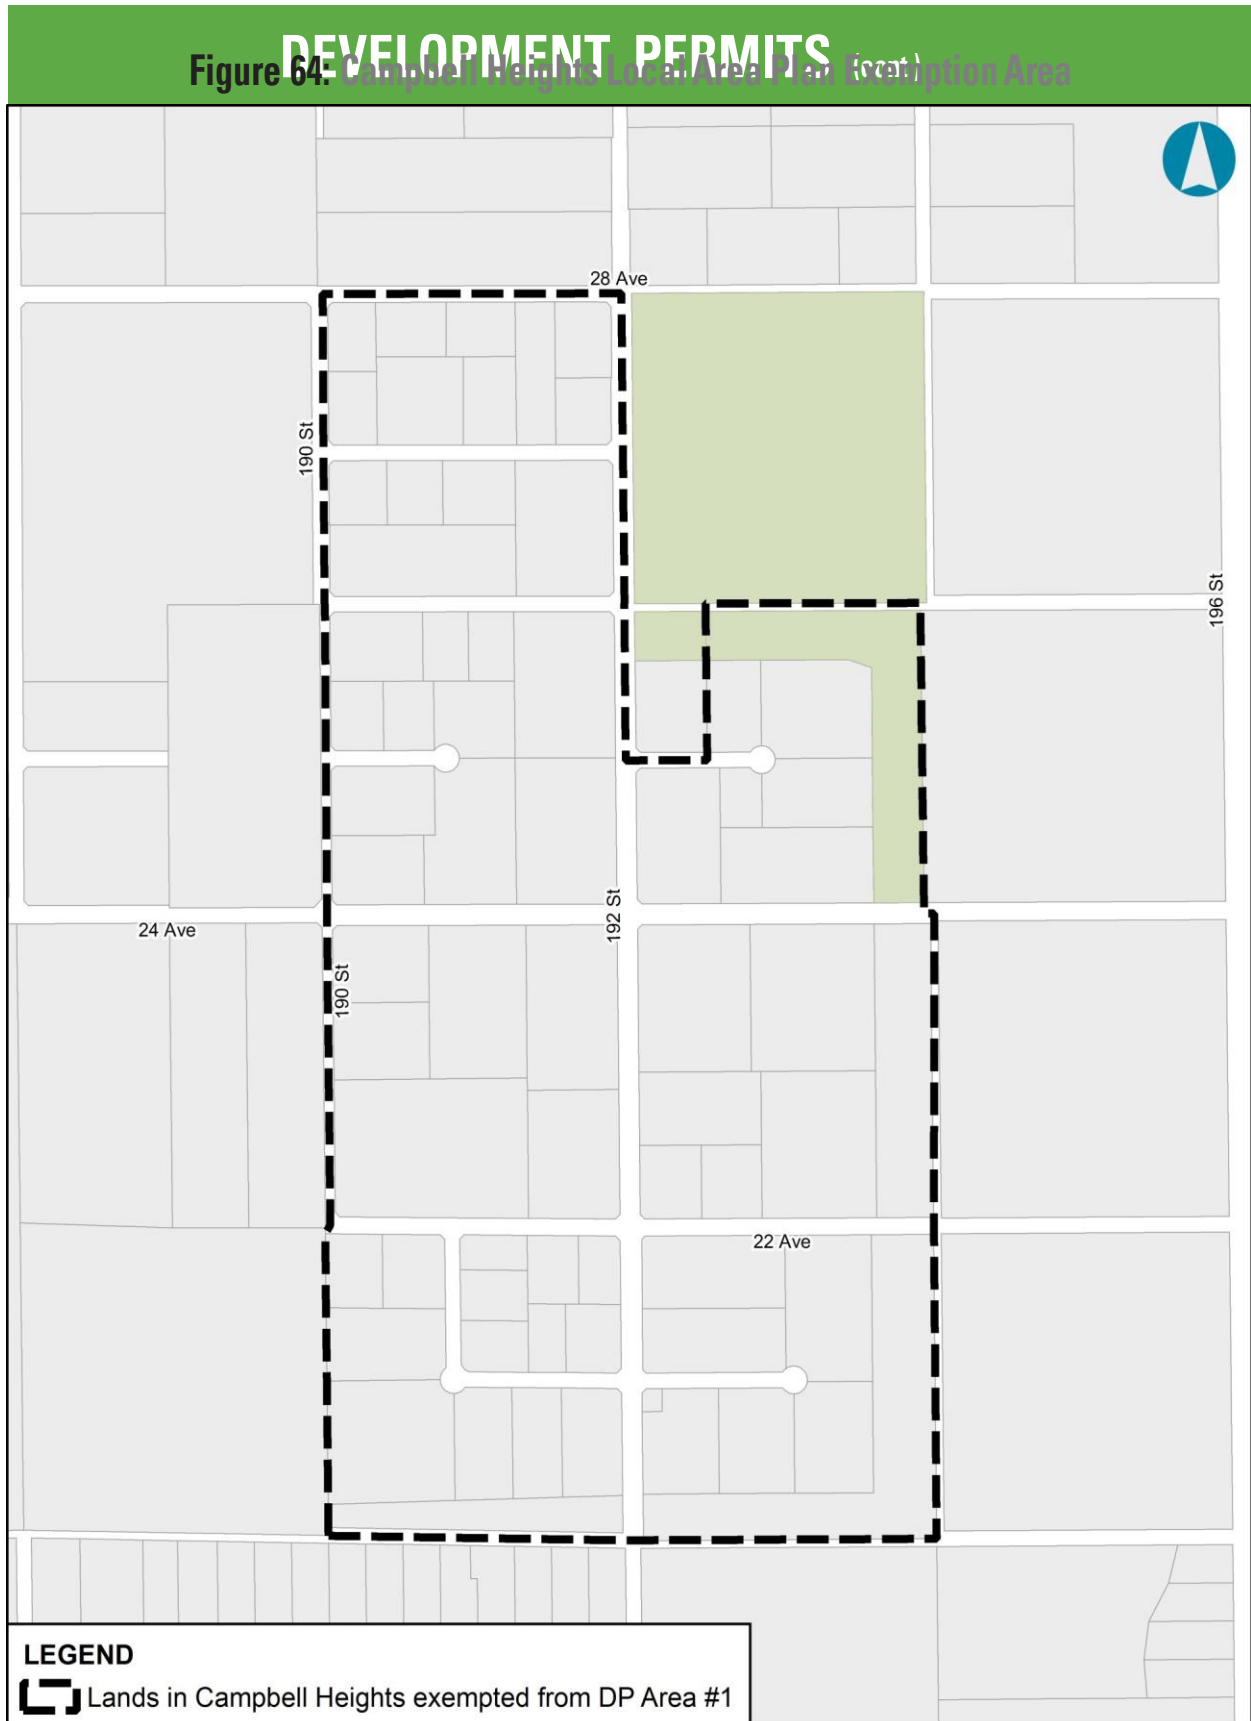 DEVELOPMENT PERMITS (cont.)
Figure 64: Campbell Heights Local Area Plan Exemption Area
28 Ave
190 St
196 St
192 St
24 Ave
190 St
22 Ave
LEGEND
Lands in Campbell Heights exempted from DP Area #1